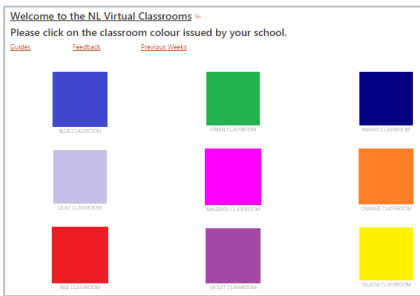 Welcome to the NL Virtual Classrooms
Please click on the classroom colour issued by your school.
Guides Feedback Previous Weeks
BLUE CLASSROOM GREEN CLASSROOM INDIGO CLASSROOM
LILAC CLASSROOM MAGENTA CLASSROOM ORANGE CLASSROOM
RED CLASSROOM VIOLET CLASSROOM YELLOW CLASSROOM